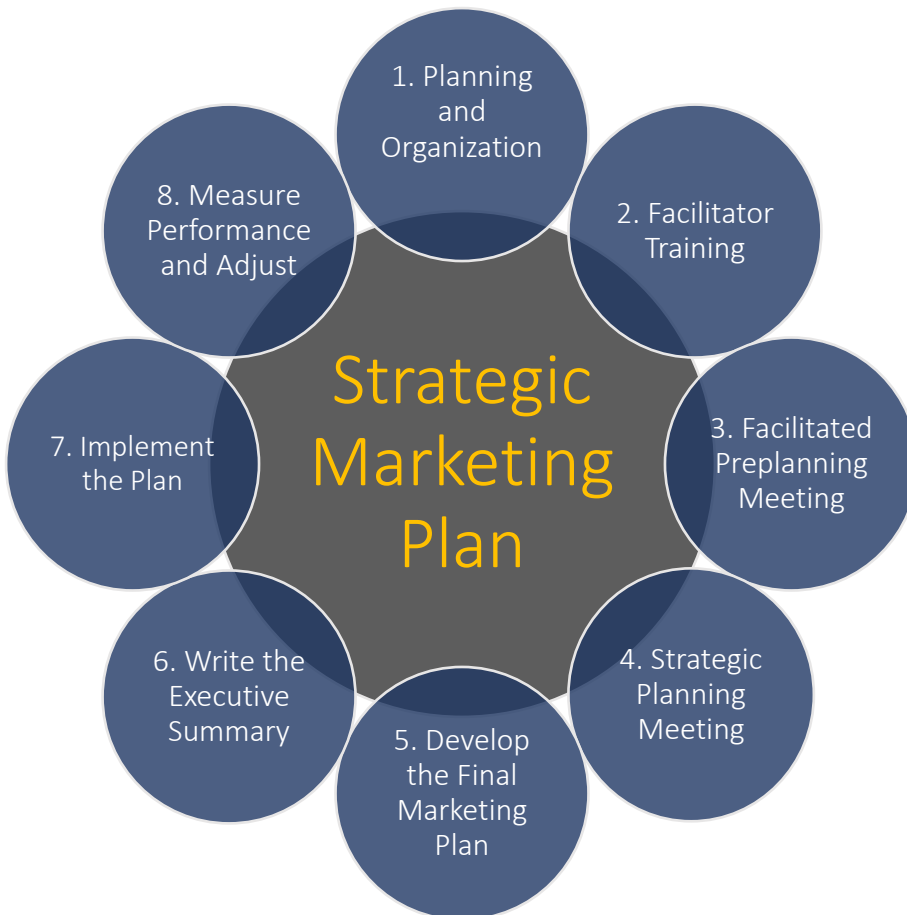 1. Planning
and
Organization
2. Facilitator
Training
3. Facilitated
Preplanning
Meeting
4. Strategic
Planning
Meeting
5. Develop
the Final
Marketing
Plan
6. Write the
Executive
Summary
7. Implement
the Plan
8. Measure
Performance
and Adjust
Strategic
Marketing
Plan